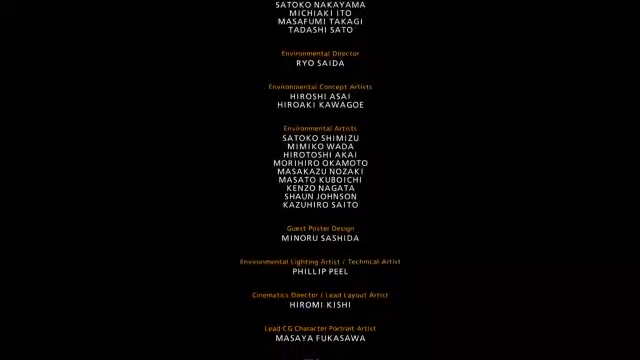 SATOKO NAKAYAMA
MICHIAKI ITO
MASAFUMI TAKAGI
TADASHI SATO
Environmental Director
RYO SAIDA
Environmental Concept Artists
HIROSHI ASAI
HIROAKI KAWAGOE
Environmental Artists
SATOKO SHIMIZU
MIMIKO WADA
HIROTOSHI AKAI
MORIHIRO OKAMOTO
MASAKAZU NOZAKI
MASATO KUBOICHI
KENZO NAGATA
SHAUN JOHNSON
KAZUHIRO SAITO
Guest Poster Design
MINORU SASHIDA
Environmental Lighting Artist / Technical Artist
PHILLIP PEEL
Cinematics Director / Lead Layout Artist
HIROMI KISHI
Lead CG Character Portrait Artist
MASAYA FUKASAWA